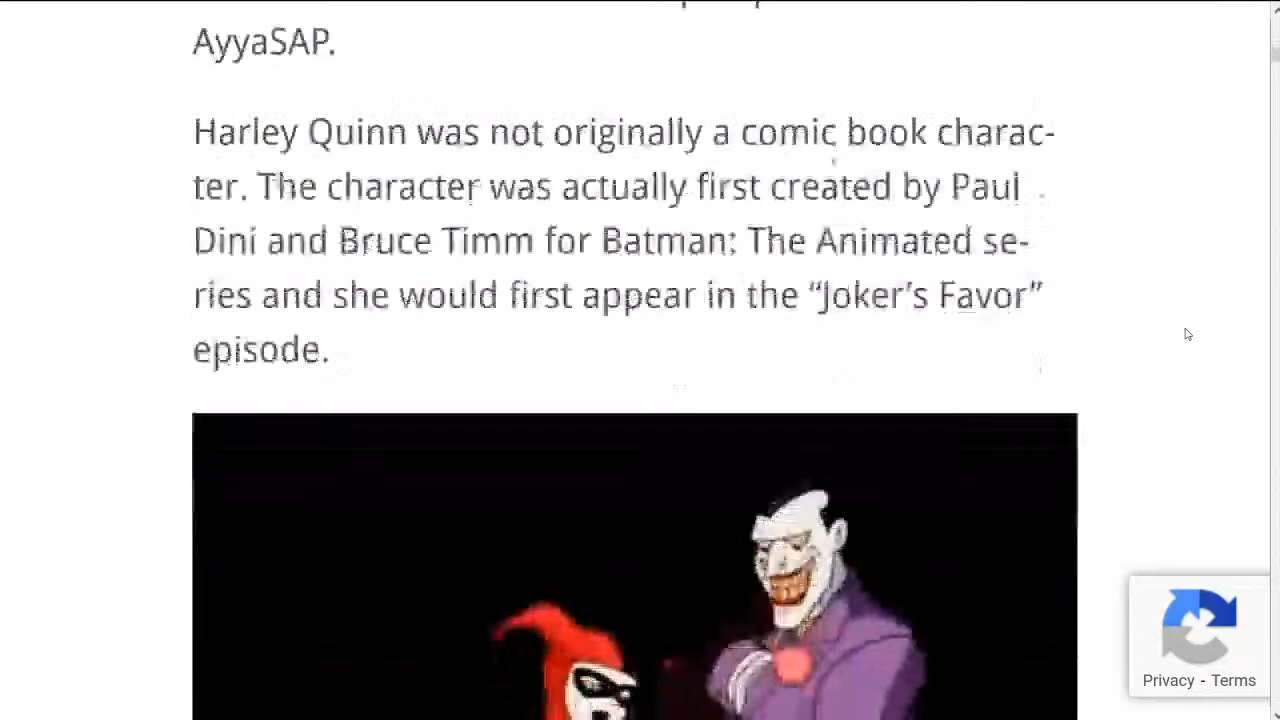 AyyaSAP.
Harley Quinn was not originally a comic book charac-
ter. The character was actually first created by Paul
Dini and Bruce Timm for Batman: The Animated se-
ries and she would first appear in the “Joker’s Favor”
episode.
Privacy - Terms